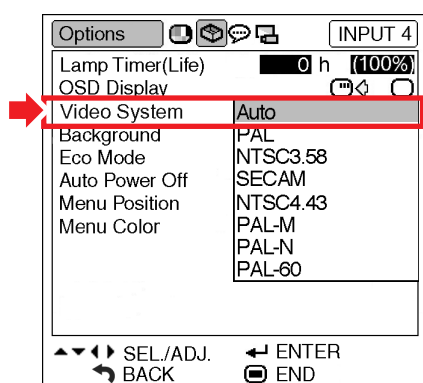 Options INPUT 4
Lamp Timer(Life) 0 h (100%)
OSD Display
Video System Auto
Background PAL
Eco Mode NTSC3.58
Auto Power Off SECAM
Menu Position NTSC4.43
Menu Color PAL-M
PAL-N
PAL-60
SEL./ADJ. ENTER
BACK END